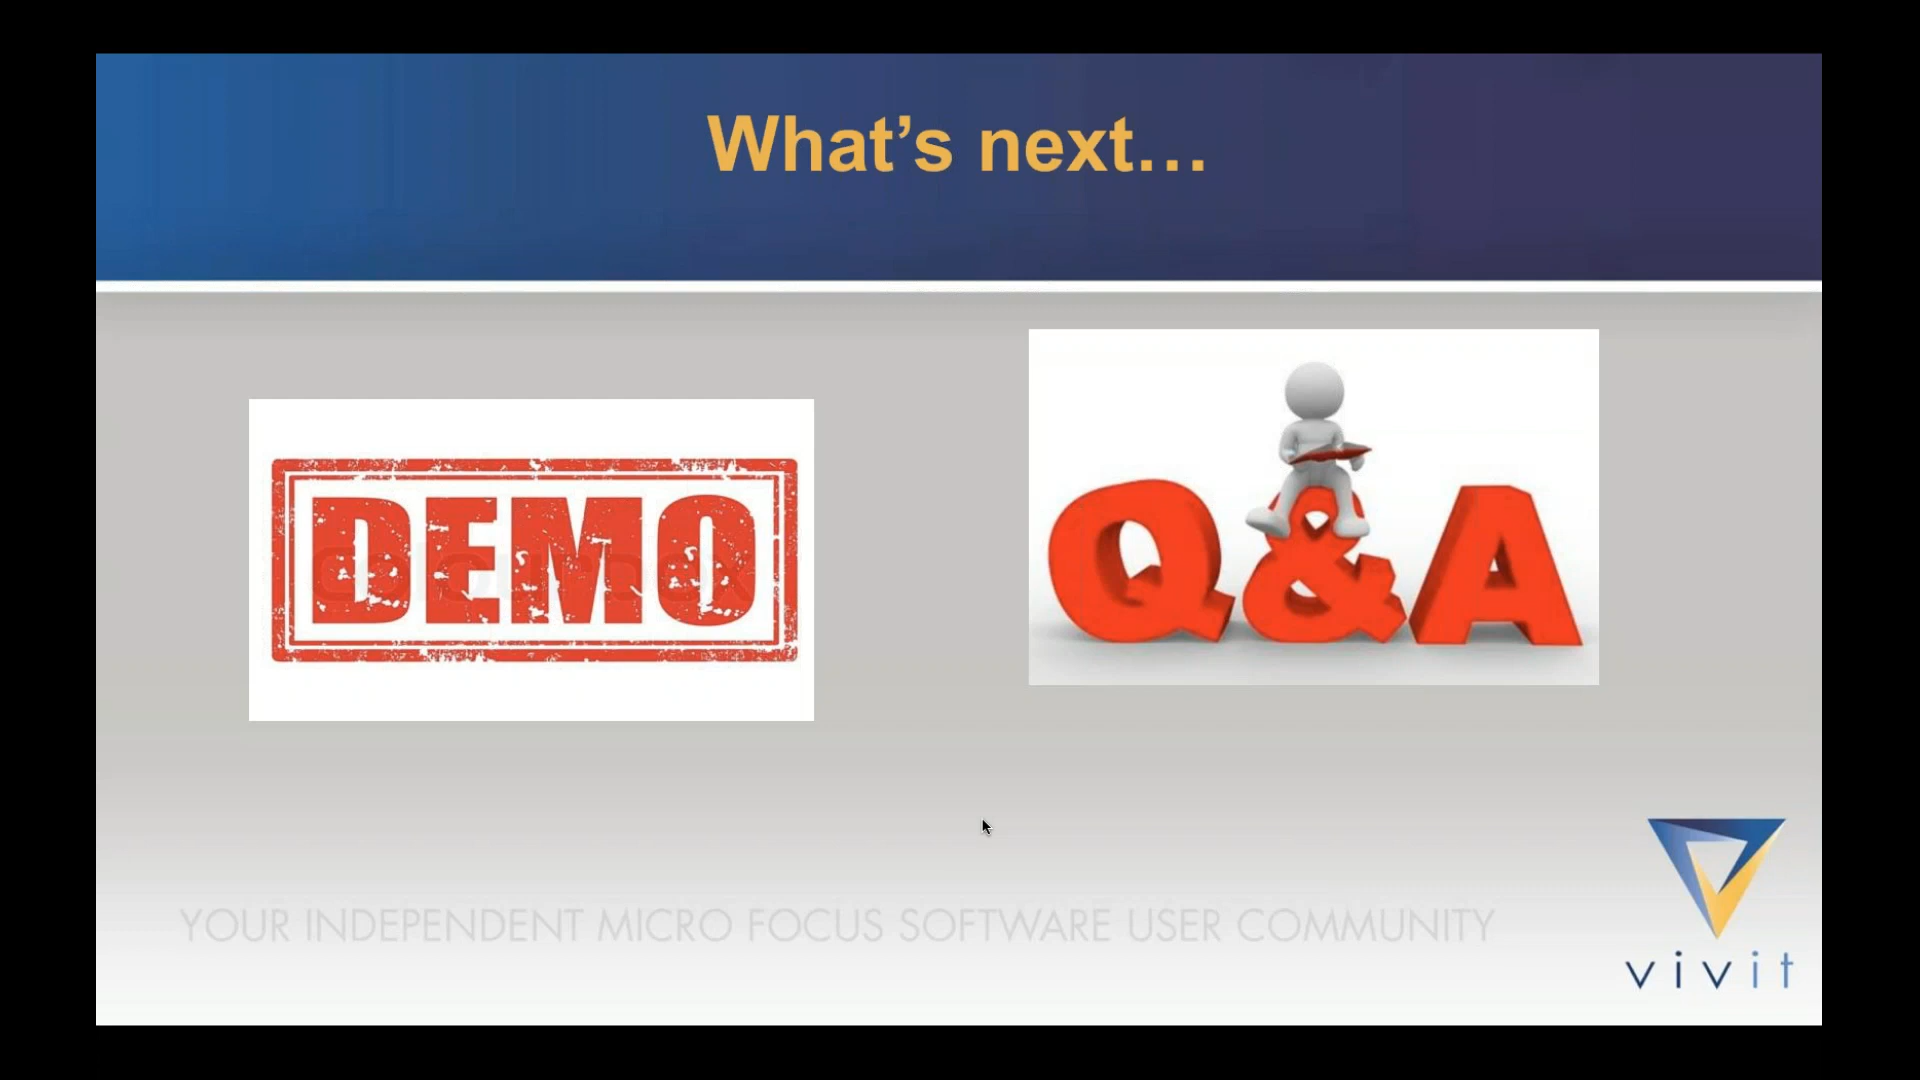 What’s next…
DEMO
Q&A
YOUR INDEPENDENT MICRO FOCUS SOFTWARE USER COMMUNITY
vivit